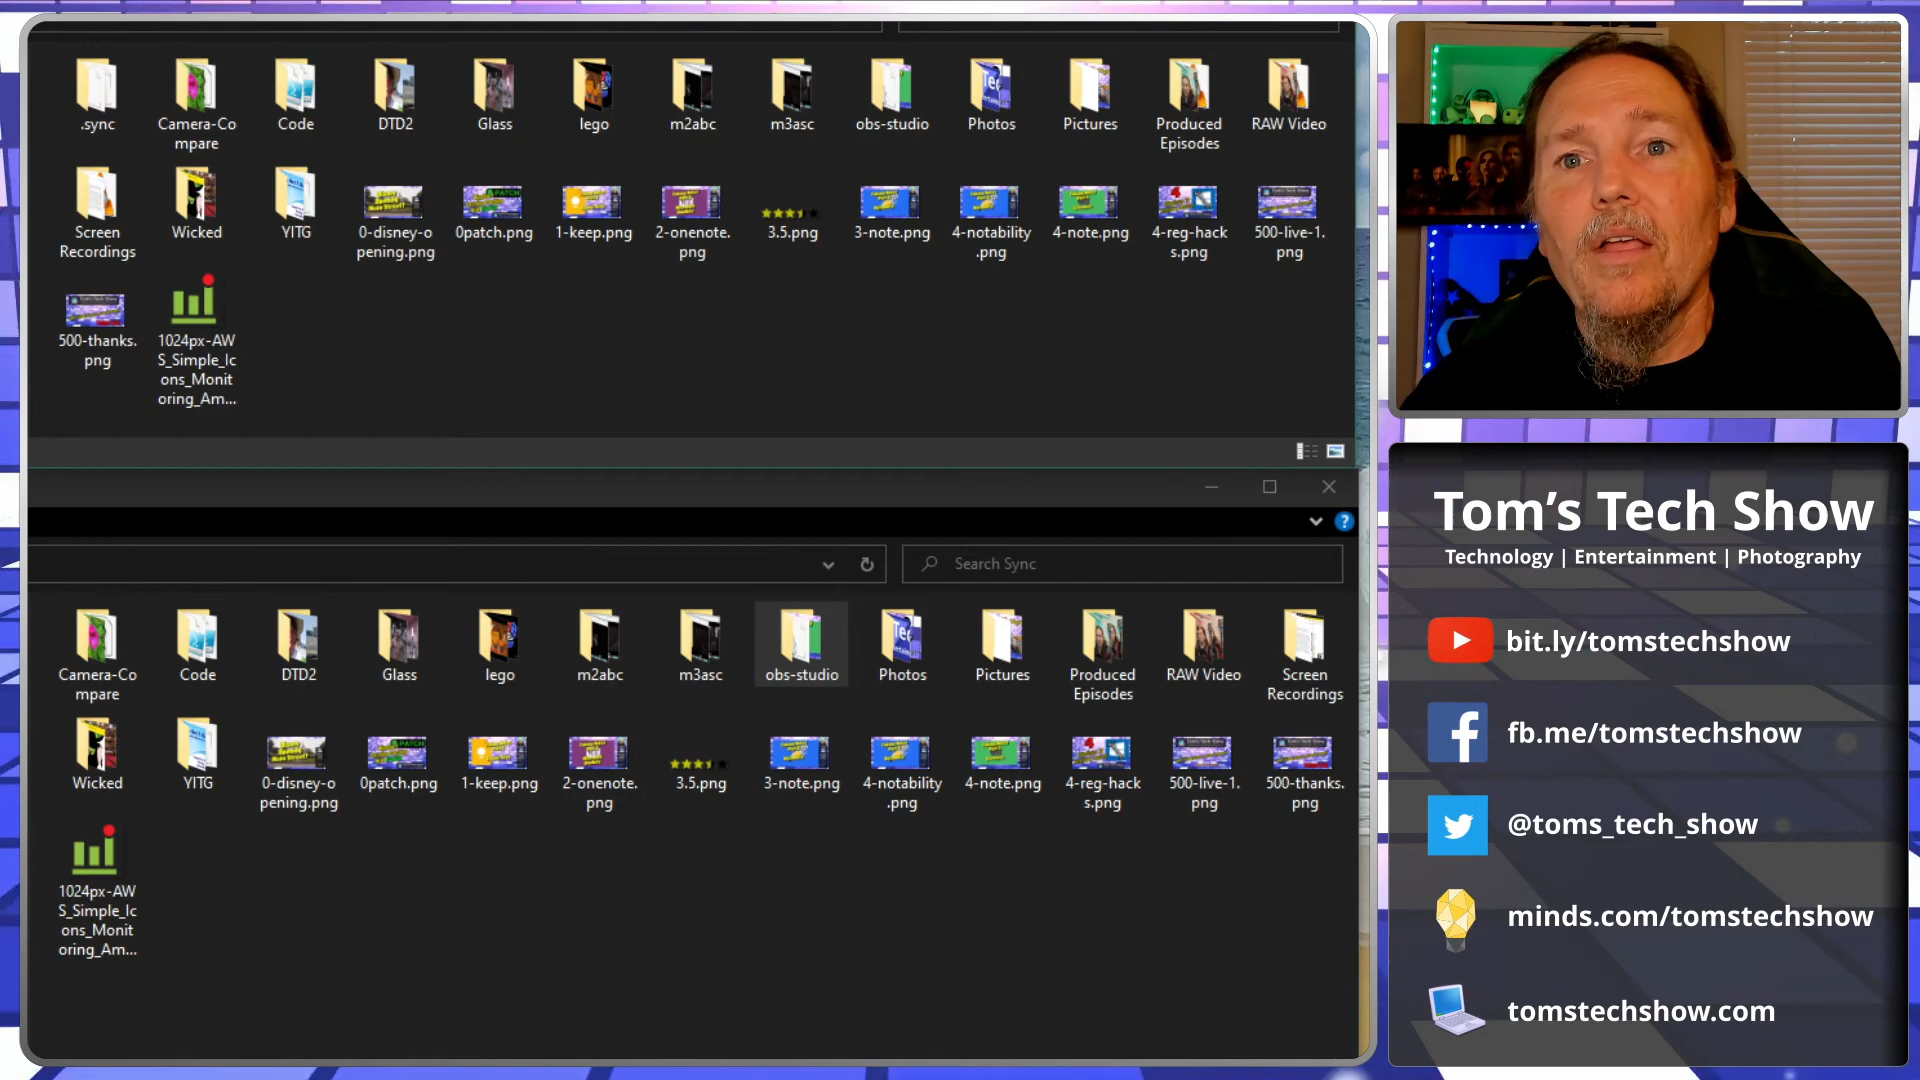 .sync
Camera-Co
mpare
Code
DTD2
Glass
lego
m2abc
m3asc
obs-studio
Photos
Pictures
Produced
Episodes
RAW Video
Screen
Recordings
Wicked
YITG
0-disney-o
pening.png
0patch.png
1-keep.png
2-onenote.
png
3.5.png
3-note.png
4-notability
.png
4-note.png
4-reg-hack
s.png
500-live-1.
png
500-thanks.
png
1024px-AW
S_Simple_Ic
ons_Monit
oring_Am...
Search Sync
Camera-Co
mpare
Code
DTD2
Glass
lego
m2abc
m3asc
obs-studio
Photos
Pictures
Produced
Episodes
RAW Video
Screen
Recordings
Wicked
YITG
0-disney-o
pening.png
0patch.png
1-keep.png
2-onenote.
png
3.5.png
3-note.png
4-notability
.png
4-note.png
4-reg-hack
s.png
500-live-1.
png
500-thanks.
png
1024px-AW
S_Simple_Ic
ons_Monit
oring_Am...
Tom's Tech Show
Technology | Entertainment | Photography
bit.ly/tomstechshow
fb.me/tomstechshow
@toms_tech_show
minds.com/tomstechshow
tomstechshow.com